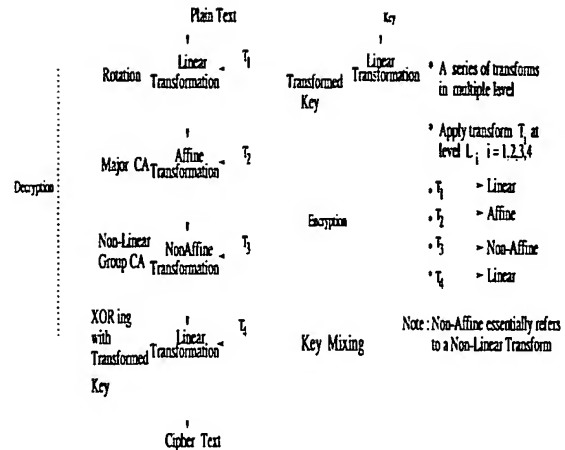 Plain Text
Key
Rotation
Linear
Transformation
T1
Transformed
Key
Linear
Transformation
* A series of transforms
in multiple level
* Apply transform Ti at
level Li i = 1,2,3,4
Major CA
Affine
Transformation
T2
Decryption
Encryption
• T1 > Linear
• T2 > Affine
• T3 > Non-Affine
* T4 > Linear
Non-Linear
Group CA
NonAffine
Transformation
T3
XOR ing
with
Transformed
Key
Linear
Transformation
T4
Key Mixing
Note : Non-Affine essentially refers
to a Non-Linear Transform
Cipher Text